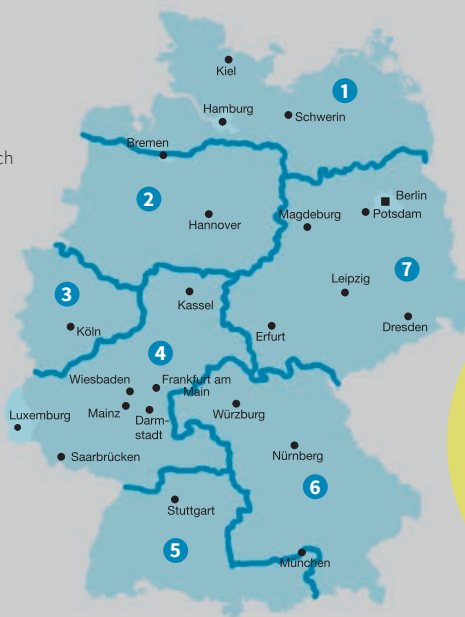 Kiel
1
Hamburg
Schwerin
ch
Bremen
2
Berlin
Potsdam
Hannover
Magdeburg
7
3
Kassel
Leipzig
Köln
Erfurt
Dresden
4
Wiesbaden
Frankfurt am
Main
Mainz
Darm-
stadt
Würzburg
Luxemburg
Saarbrücken
Nürnberg
6
Stuttgart
5
München